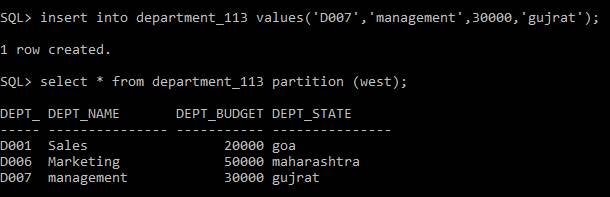 SQL> insert into department_113 values('D007','management',30000,'gujrat');
1 row created.
SQL> select * from department_113 partition (west);
DEPT_ DEPT_NAME       DEPT_BUDGET DEPT_STATE
----- --------------- ----------- ---------------
D001  Sales                 20000 goa
D006  Marketing             50000 maharashtra
D007  management            30000 gujrat